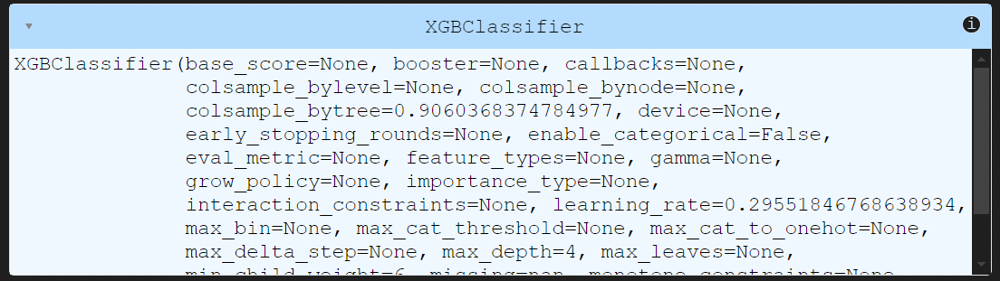 XGBClassifier
i
XGBClassifier(base_score=None, booster=None, callbacks=None,
colsample_bylevel=None, colsample_bynode=None,
colsample_bytree=0.9060368374784977, device=None,
early_stopping_rounds=None, enable_categorical=False,
eval_metric=None, feature_types=None, gamma=None,
grow_policy=None, importance_type=None,
interaction_constraints=None, learning_rate=0.29551846768638934,
max_bin=None, max_cat_threshold=None, max_cat_to_onehot=None,
max_delta_step=None, max_depth=4, max_leaves=None,
min_child_weight=6, missing=nan, monotone_constraints=None